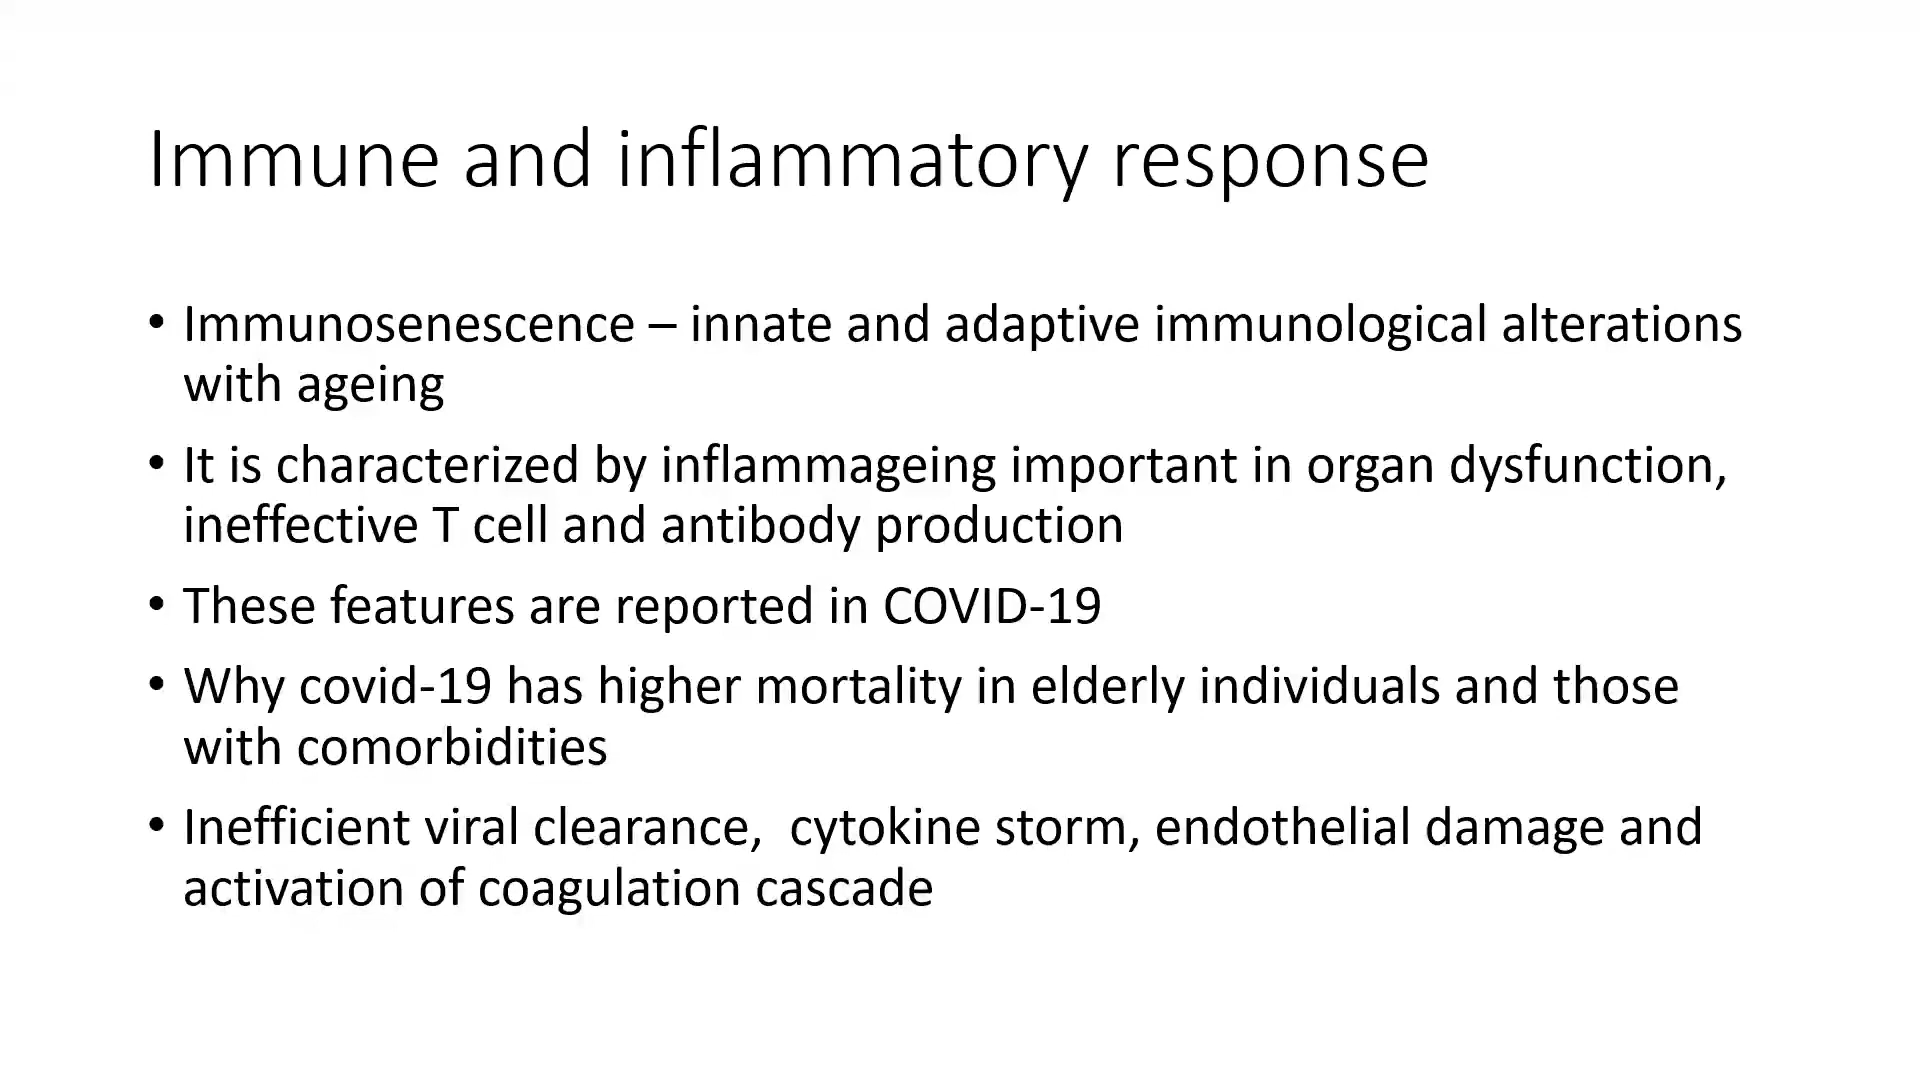 Immune and inflammatory response
• Immunosenescence – innate and adaptive immunological alterations
with ageing
• It is characterized by inflammageing important in organ dysfunction,
ineffective T cell and antibody production
• These features are reported in COVID-19
• Why covid-19 has higher mortality in elderly individuals and those
with comorbidities
• Inefficient viral clearance,  cytokine storm, endothelial damage and
activation of coagulation cascade